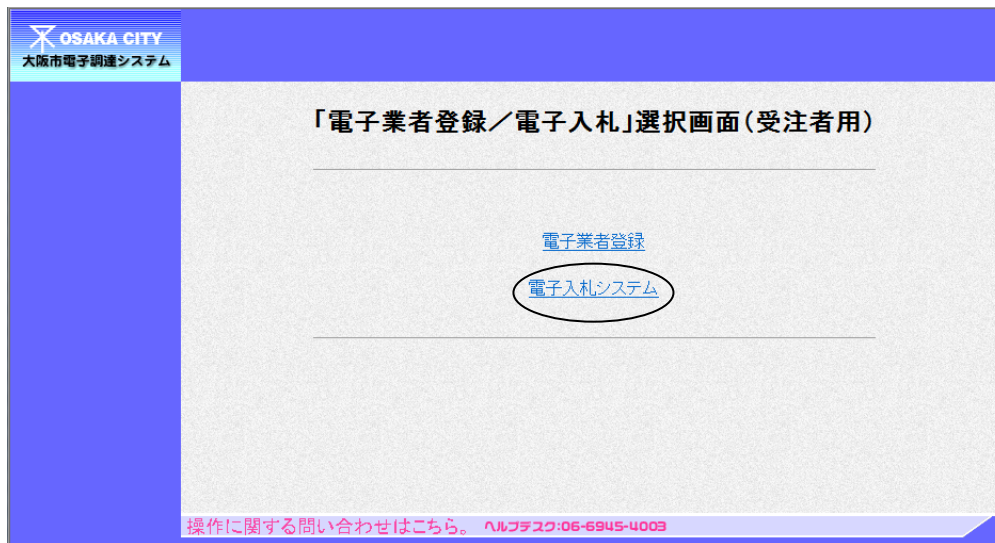 OSAKA CITY
大阪市電子調達システム
「電子業者登録／電子入札」選択画面（受注者用）
電子業者登録
電子入札システム
操作に関する問い合わせはこちら。 ヘルプデスク:06-6945-4003